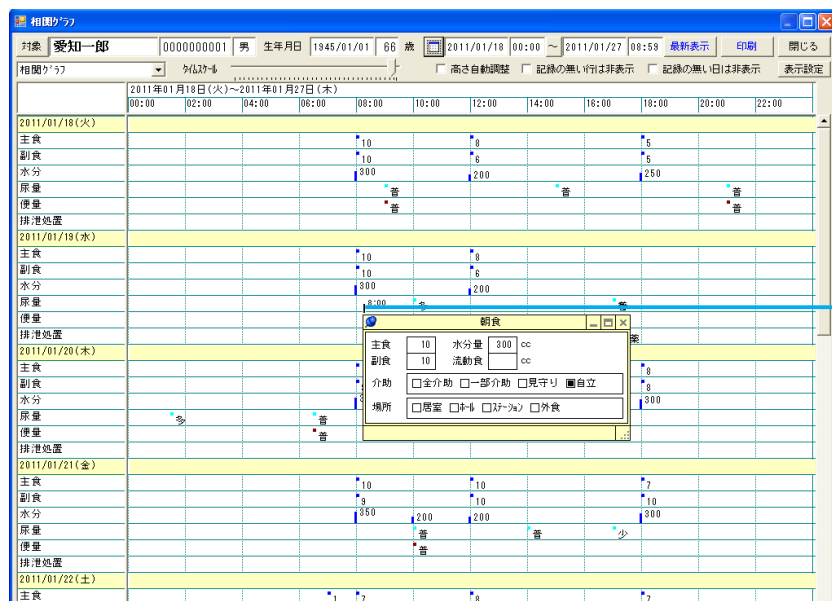 相関ｸﾞﾗﾌ
対象 愛知一郎 0000000001 男 生年月日 1945/01/01 66 歳 2011/01/18 00:00 ～ 2011/01/27 08:59 最新表示 印刷 閉じる
相関ｸﾞﾗﾌ ﾀｲﾑｽｹｰﾙ 高さ自動調整 記録の無い行は非表示 記録の無い日は非表示 表示設定
2011年01月18日(火)～2011年01月27日(木)
00:00 02:00 04:00 06:00 08:00 10:00 12:00 14:00 16:00 18:00 20:00 22:00
2011/01/18(火)
主食 10 8 5
副食 10 6 5
水分 300 200 250
尿量 普 普 普
便量 普 普
排泄処置
2011/01/19(水)
主食 10 8
副食 10 6
水分 300 200
尿量 8:00
便量
排泄処置 薬
朝食
主食 10 水分量 300 cc
副食 10 流動食 cc
介助 □全介助 □一部介助 □見守り ■自立
場所 □居室 □ﾎｰﾙ □ｽﾃｰｼｮﾝ □外食
2011/01/20(木)
主食 8
副食 8
水分 300
尿量 多 普
便量 普
排泄処置
2011/01/21(金)
主食 10 10 7
副食 9 10 10
水分 350 200 200 300
尿量 普 普 少
便量 普
排泄処置
2011/01/22(土)
主食 1 7 8 7